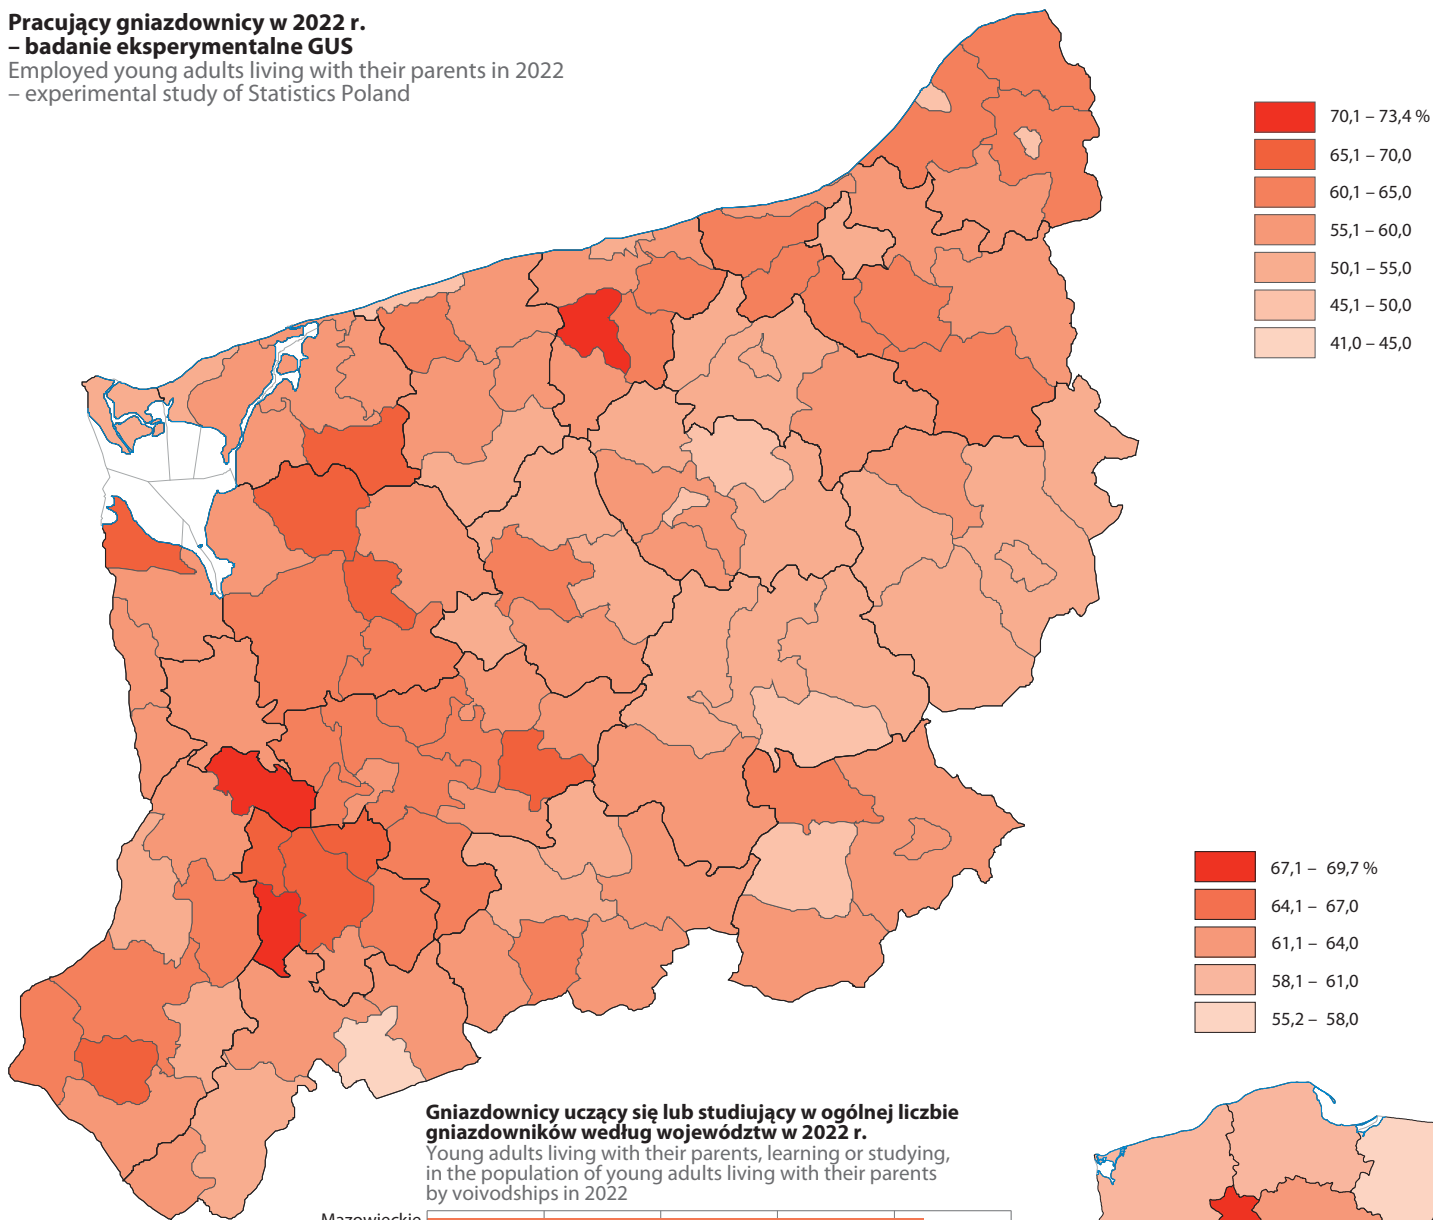 Pracujący gniazdownicy w 2022 r.
– badanie eksperymentalne GUS
Employed young adults living with their parents in 2022
– experimental study of Statistics Poland
70,1 – 73,4 %
65,1 – 70,0
60,1 – 65,0
55,1 – 60,0
50,1 – 55,0
45,1 – 50,0
41,0 – 45,0
67,1 – 69,7 %
64,1 – 67,0
61,1 – 64,0
58,1 – 61,0
55,2 – 58,0
Gniazdownicy uczący się lub studiujący w ogólnej liczbie
gniazdowników według województw w 2022 r.
Young adults living with their parents, learning or studying,
in the population of young adults living with their parents
by voivodships in 2022
Mazowieckie